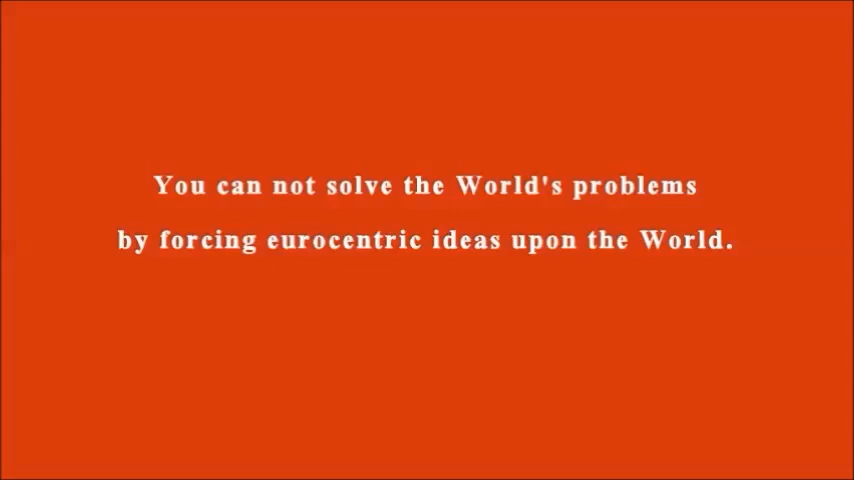 You can not solve the World's problems
by forcing eurocentric ideas upon the World.